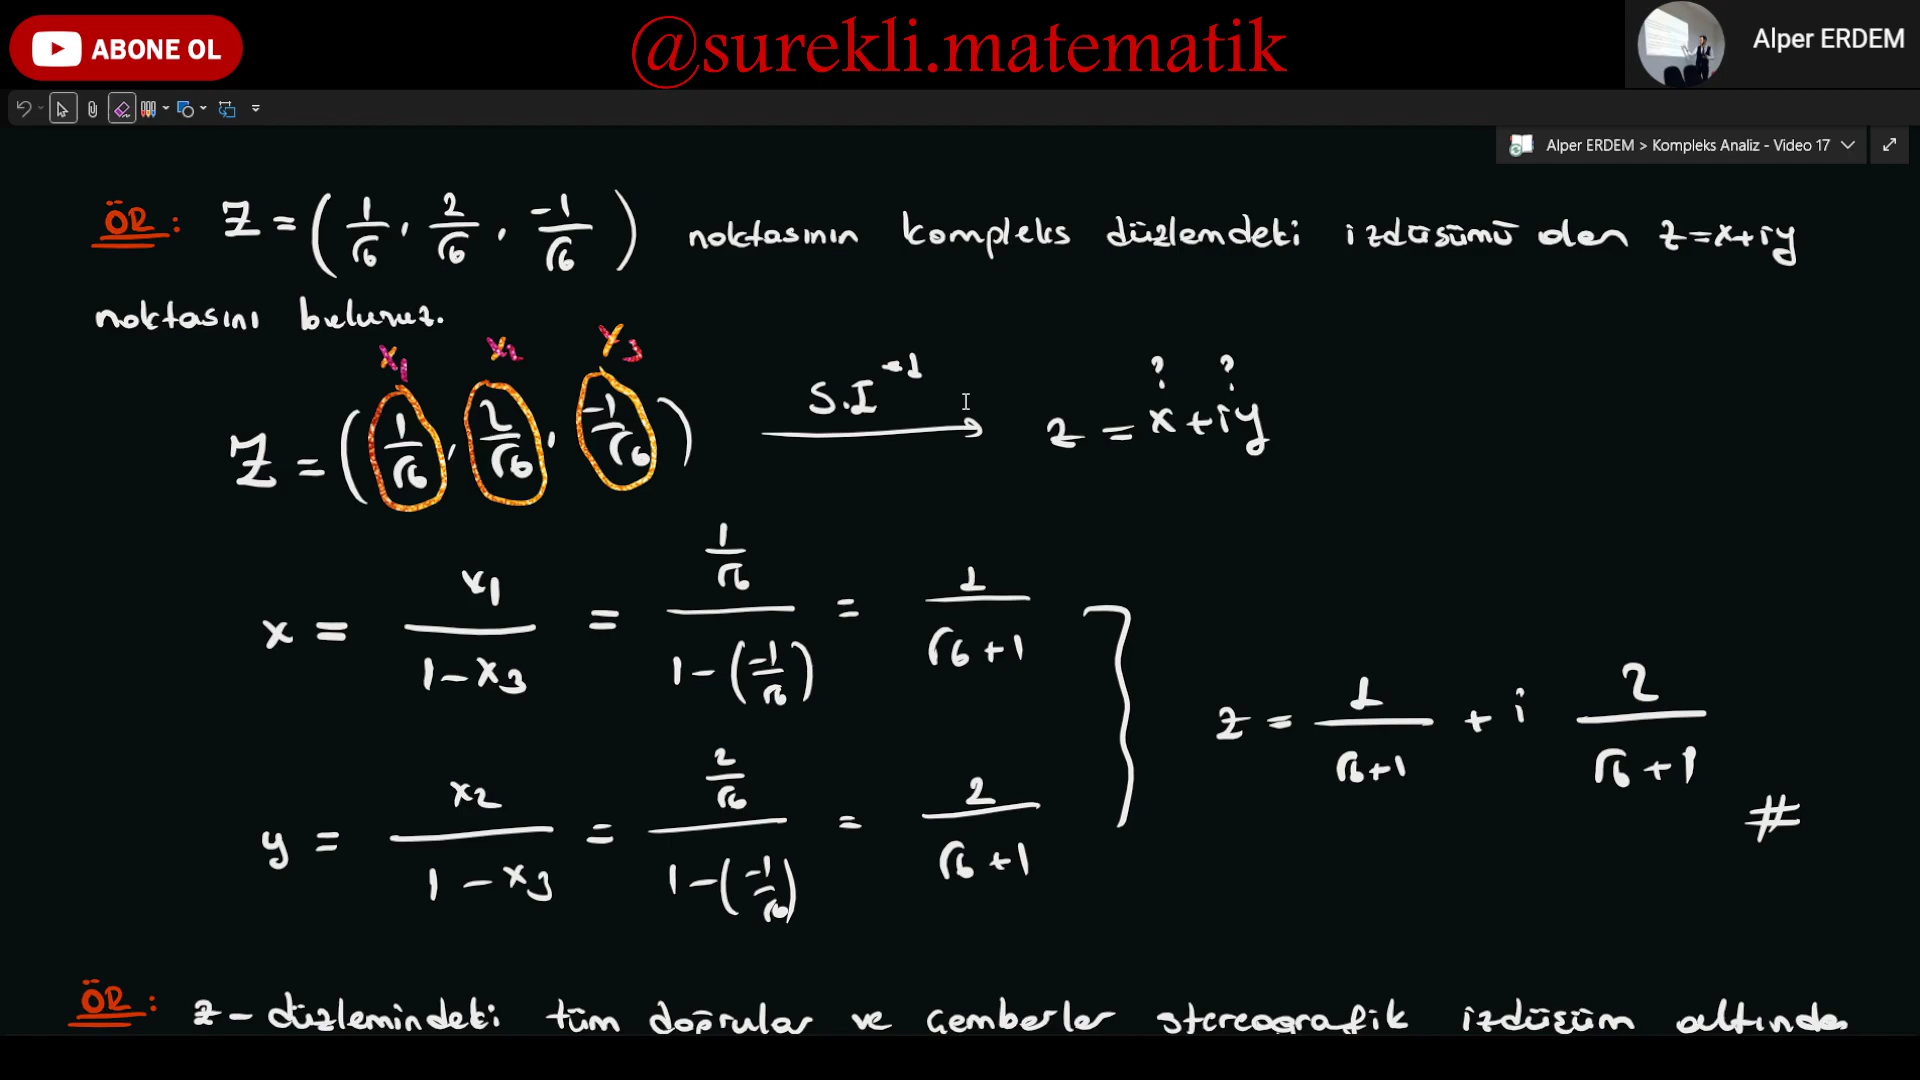 ABONE OL
@surekli.matematik
Alper ERDEM
Alper ERDEM > Kompleks Analiz - Video 17
ÖR: Z = (1/√6, 2/√6, -1/√6) noktasının kompleks düzlemdeki izdüşümü olan z=x+iy
noktasını bulunuz.
x1 x2 x3
Z = (1/√6, 2/√6, -1/√6) S.I^-1 z = x+iy
? ?
x = x1/(1-x3) = (1/√6)/(1-(-1/√6)) = 1/(√6+1)
z = 1/(√6+1) + i 2/(√6+1) #
y = x2/(1-x3) = (2/√6)/(1-(-1/√6)) = 2/(√6+1)
ÖR: z-düzlemindeki tüm doğrular ve çemberler stereografik izdüşüm altında